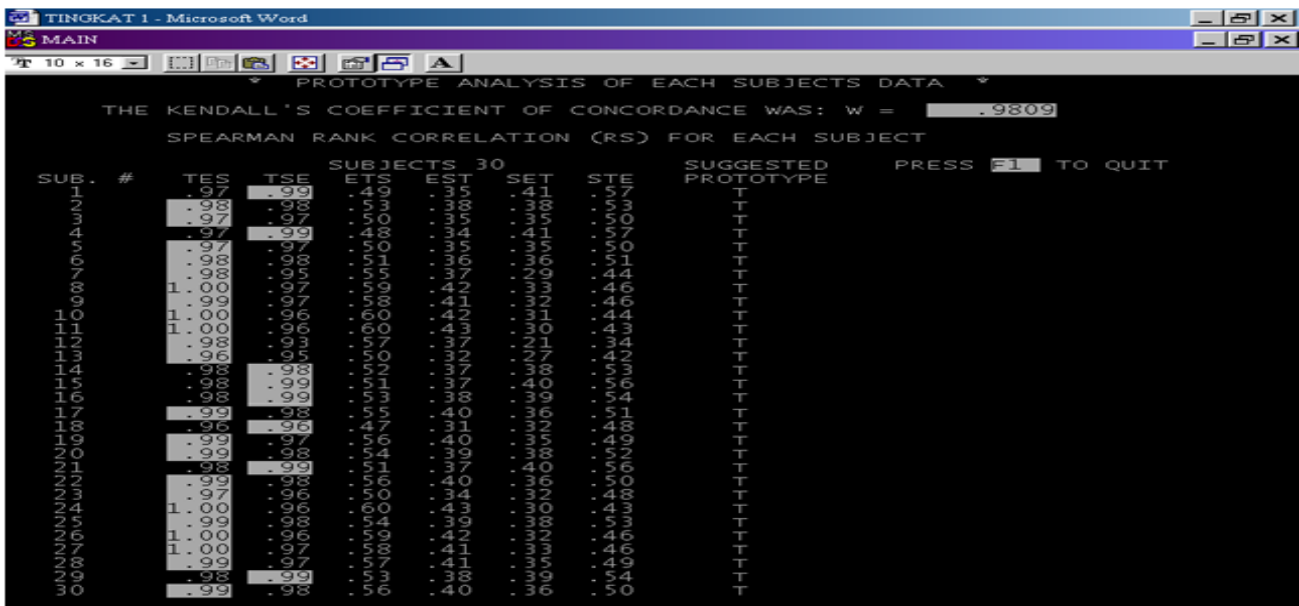 TINGKAT 1 - Microsoft Word
MS DOS MAIN
Tr 10 x 16 A
* PROTOTYPE ANALYSIS OF EACH SUBJECTS DATA *
THE KENDALL'S COEFFICIENT OF CONCORDANCE WAS: W = .9809
SPEARMAN RANK CORRELATION (RS) FOR EACH SUBJECT
SUBJECTS 30 SUGGESTED PRESS F1 TO QUIT
SUB. # TES TSE ETS EST SET STE PROTOTYPE
1 .97 .99 .49 .35 .41 .57 T
2 .98 .98 .53 .38 .38 .53 T
3 .97 .97 .50 .35 .35 .50 T
4 .97 .99 .48 .34 .41 .57 T
5 .97 .97 .50 .35 .35 .50 T
6 .98 .98 .51 .36 .36 .51 T
7 .98 .95 .55 .37 .29 .44 T
8 1.00 .97 .59 .42 .33 .46 T
9 .99 .97 .58 .41 .32 .46 T
10 1.00 .96 .60 .42 .31 .44 T
11 1.00 .96 .60 .43 .30 .43 T
12 .98 .93 .57 .37 .21 .34 T
13 .96 .95 .50 .32 .27 .42 T
14 .98 .98 .52 .37 .38 .53 T
15 .98 .99 .51 .37 .40 .56 T
16 .98 .99 .53 .38 .39 .54 T
17 .99 .98 .55 .40 .36 .51 T
18 .96 .96 .47 .31 .32 .48 T
19 .99 .97 .56 .40 .35 .49 T
20 .99 .98 .54 .39 .38 .52 T
21 .98 .99 .51 .37 .40 .56 T
22 .99 .98 .56 .40 .36 .50 T
23 .97 .96 .50 .34 .32 .48 T
24 1.00 .96 .60 .43 .30 .43 T
25 .99 .98 .54 .39 .38 .53 T
26 1.00 .96 .59 .42 .32 .46 T
27 1.00 .97 .58 .41 .33 .46 T
28 .99 .97 .57 .41 .35 .49 T
29 .98 .99 .53 .38 .39 .54 T
30 .99 .98 .56 .40 .36 .50 T